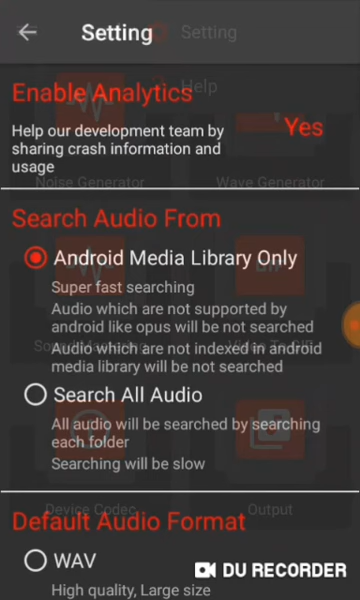 Setting
Setting
Help
Enable Analytics
Yes
Help our development team by
sharing crash information and
usage
Noise Generator
Wave Generator
Search Audio From
Android Media Library Only
Super fast searching
Audio which are not supported by
android like opus will be not searched
Audio which are not indexed in android
media library will be not searched
Search All Audio
All audio will be searched by searching
each folder
Searching will be slow
Device Codec
Output
Default Audio Format
WAV
DU RECORDER
High quality, Large size